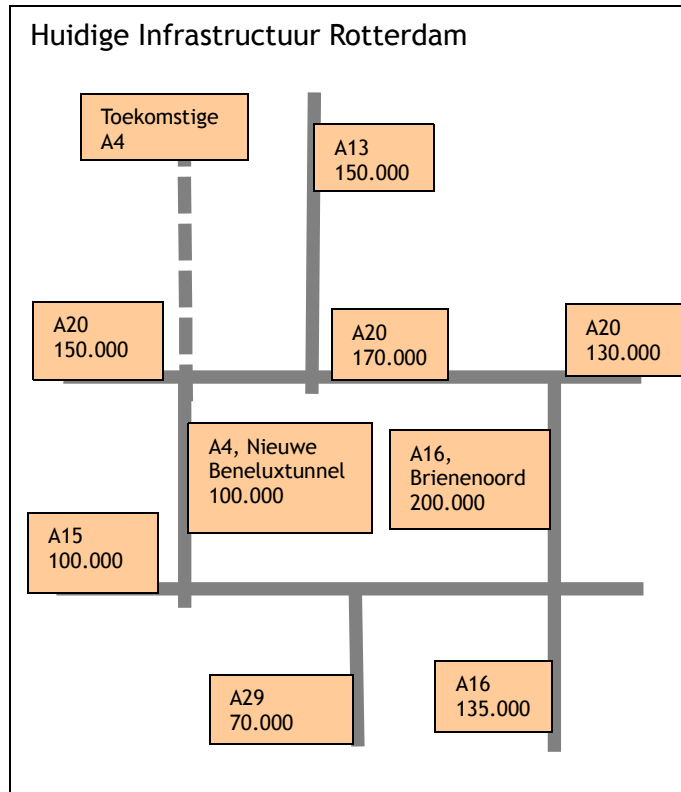 Huidige Infrastructuur Rotterdam
Toekomstige
A4
A13
150.000
A20
150.000
A20
170.000
A20
130.000
A4, Nieuwe
Beneluxtunnel
100.000
A16,
Brienenoord
200.000
A15
100.000
A29
70.000
A16
135.000